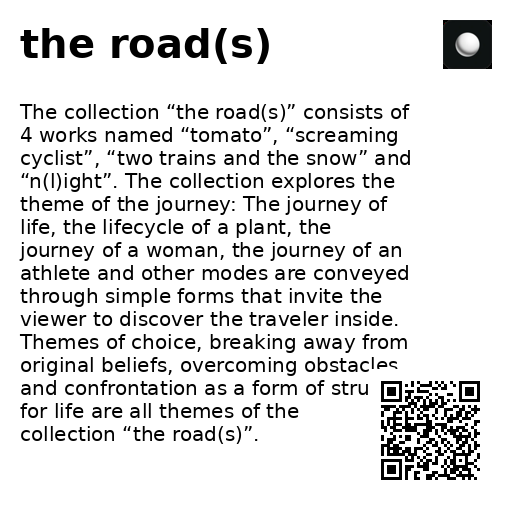 the road(s)
The collection “the road(s)” consists of
4 works named “tomato”, “screaming
cyclist”, “two trains and the snow” and
“n(l)ight”. The collection explores the
theme of the journey: The journey of
life, the lifecycle of a plant, the
journey of a woman, the journey of an
athlete and other modes are conveyed
through simple forms that invite the
viewer to discover the traveler inside.
Themes of choice, breaking away from
original beliefs, overcoming obstacles
and confrontation as a form of
for life are all themes of the
collection “the road(s)”.